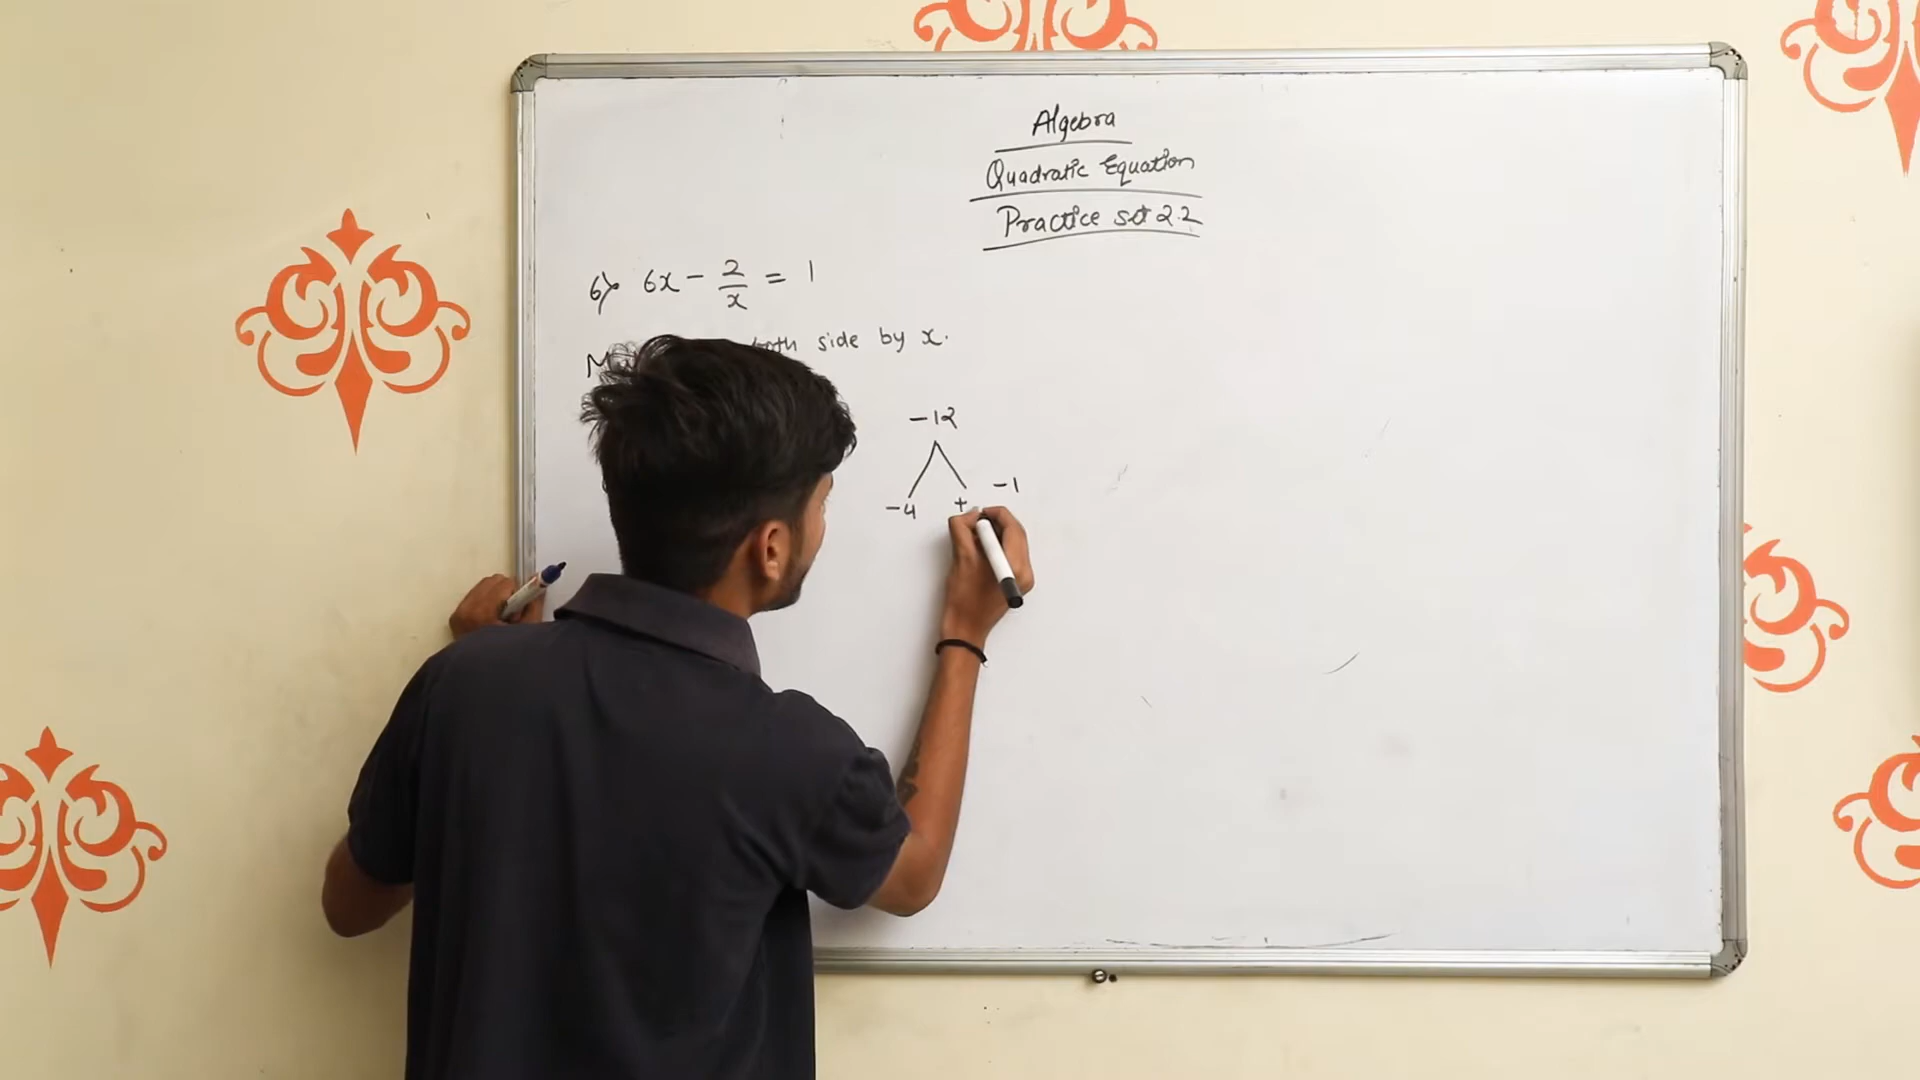 Algebra
Quadratic Equation
Practice set 2.2
6) 6x - 2/x = 1
both side by x.
-12
-4 + -1